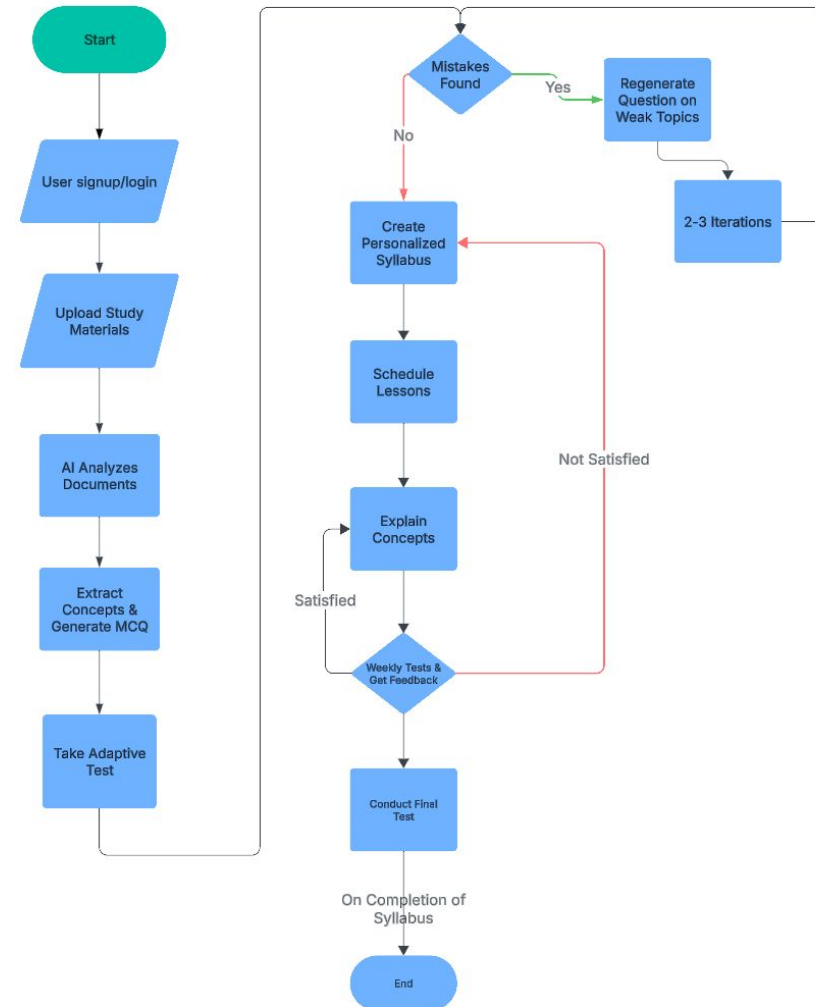 Start
User signup/login
Upload Study
Materials
AI Analyzes
Documents
Extract
Concepts &
Generate MCQ
Take Adaptive
Test
Mistakes
Found
Yes
No
Regenerate
Question on
Weak Topics
2-3 Iterations
Create
Personalized
Syllabus
Schedule
Lessons
Not Satisfied
Explain
Concepts
Satisfied
Weekly Tests &
Get Feedback
Conduct Final
Test
On Completion of
Syllabus
End